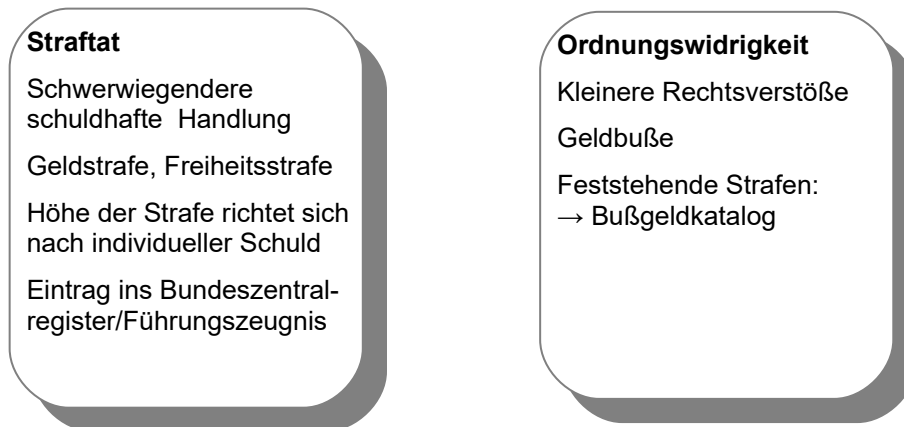 Straftat
Schwerwiegendere
schuldhafte Handlung
Geldstrafe, Freiheitsstrafe
Höhe der Strafe richtet sich
nach individueller Schuld
Eintrag ins Bundeszentral-
register/Führungszeugnis
Ordnungswidrigkeit
Kleinere Rechtsverstöße
Geldbuße
Feststehende Strafen:
→ Bußgeldkatalog